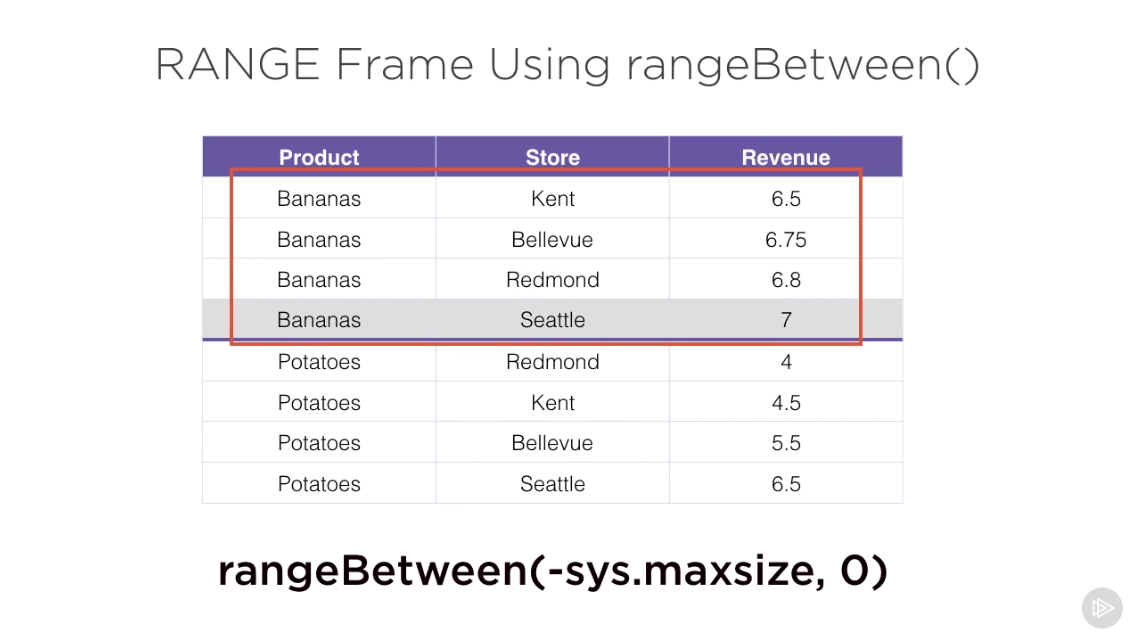 RANGE Frame Using rangeBetween()
Product Store Revenue
Bananas Kent 6.5
Bananas Bellevue 6.75
Bananas Redmond 6.8
Bananas Seattle 7
Potatoes Redmond 4
Potatoes Kent 4.5
Potatoes Bellevue 5.5
Potatoes Seattle 6.5
rangeBetween(-sys.maxsize, 0)